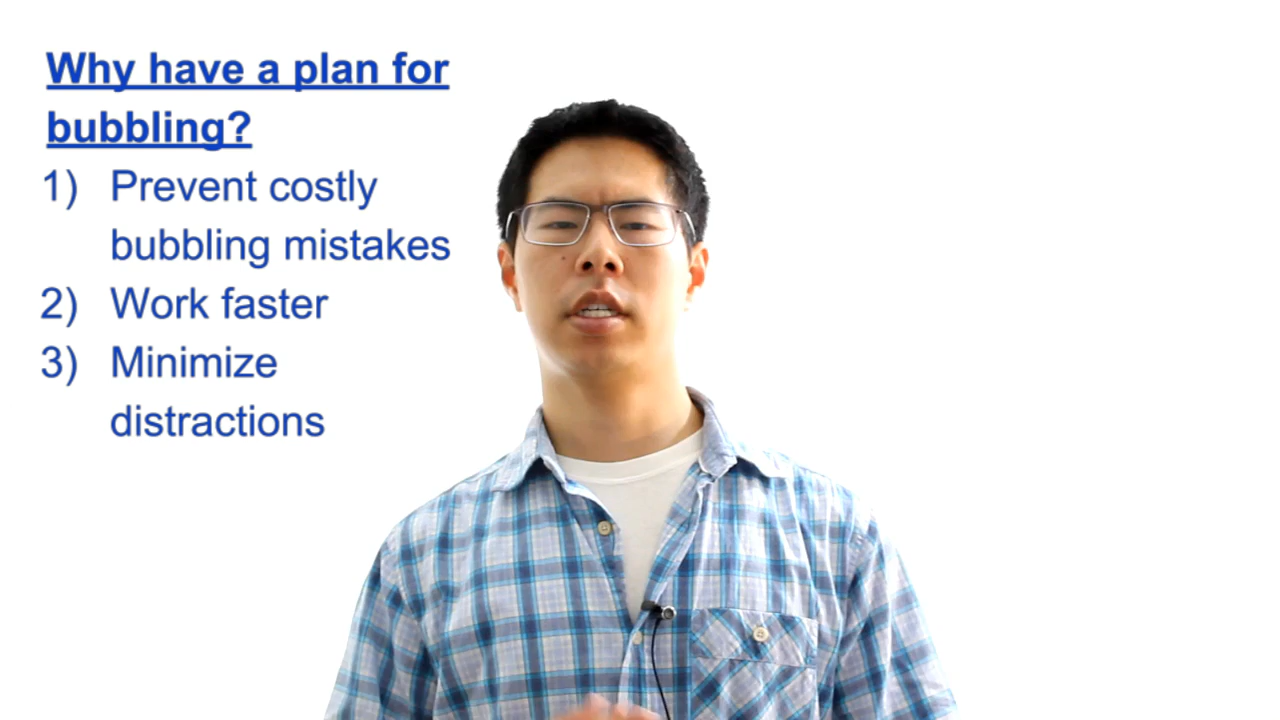 Why have a plan for
bubbling?
1) Prevent costly
bubbling mistakes
2) Work faster
3) Minimize
distractions